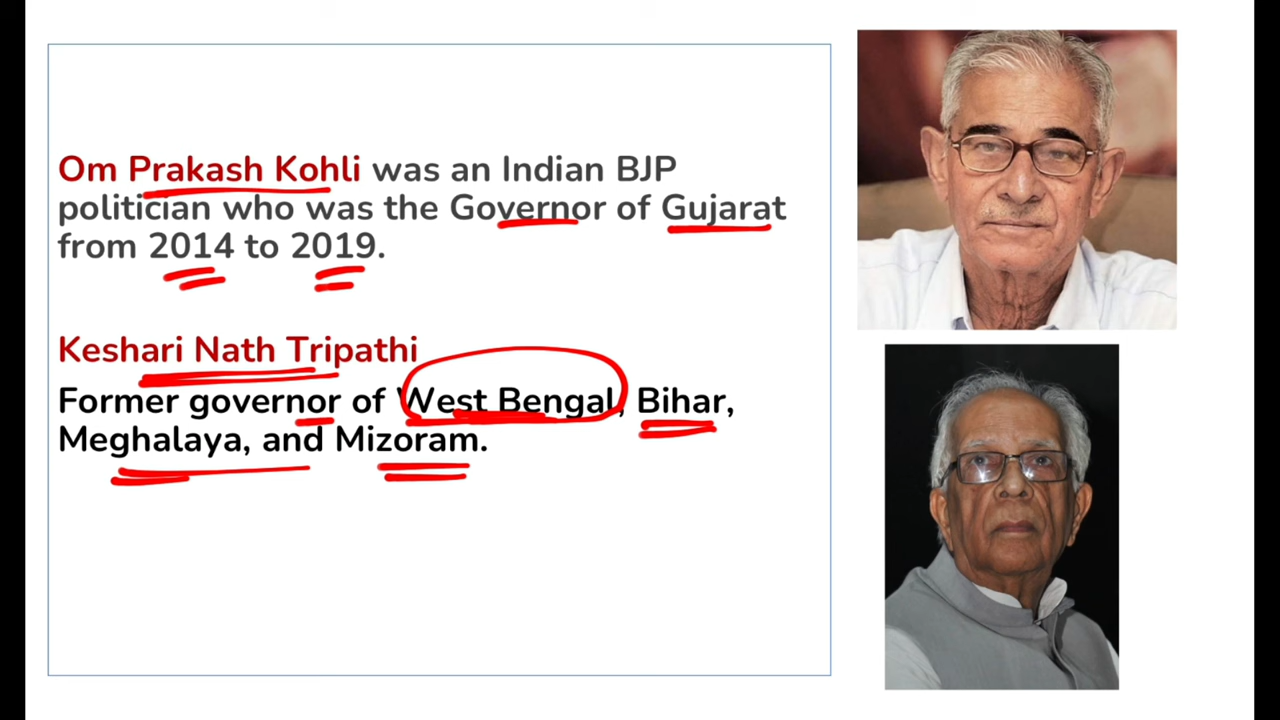 Om Prakash Kohli was an Indian BJP
politician who was the Governor of Gujarat
from 2014 to 2019.
Keshari Nath Tripathi
Former governor of West Bengal, Bihar,
Meghalaya, and Mizoram.